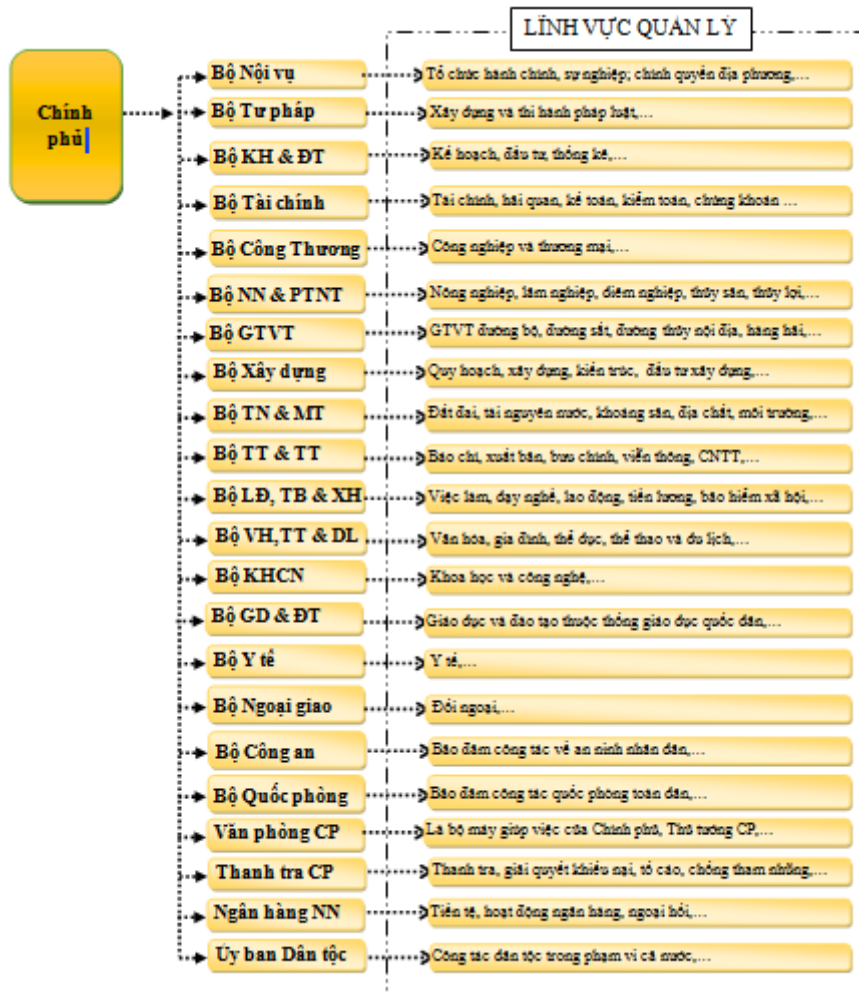 LĨNH VỰC QUẢN LÝ
Chính
phủ
Bộ Nội vụ
Tổ chức hành chính, sự nghiệp; chính quyền địa phương,...
Bộ Tư pháp
Xây dựng và thi hành pháp luật,...
Bộ KH & ĐT
Kế hoạch, đầu tư, thống kê,...
Bộ Tài chính
Tài chính, hải quan, kế toán, kiểm toán, chứng khoán ...
Bộ Công Thương
Công nghiệp và thương mại,...
Bộ NN & PTNT
Nông nghiệp, lâm nghiệp, diêm nghiệp, thủy sản, thủy lợi,...
Bộ GTVT
GTVT đường bộ, đường sắt, đường thủy nội địa, hàng hải,...
Bộ Xây dựng
Quy hoạch, xây dựng, kiến trúc, đầu tư xây dựng,...
Bộ TN & MT
Đất đai, tài nguyên nước, khoáng sản, địa chất, môi trường,...
Bộ TT & TT
Báo chí, xuất bản, bưu chính, viễn thông, CNTT,...
Bộ LĐ, TB & XH
Việc làm, dạy nghề, lao động, tiền lương, bảo hiểm xã hội,...
Bộ VH,TT & DL
Văn hóa, gia đình, thể dục, thể thao và du lịch,...
Bộ KHCN
Khoa học và công nghệ,...
Bộ GD & ĐT
Giáo dục và đào tạo thuộc thống giáo dục quốc dân,...
Bộ Y tế
Y tế,...
Bộ Ngoại giao
Đối ngoại,...
Bộ Công an
Bảo đảm công tác về an ninh nhân dân,...
Bộ Quốc phòng
Bảo đảm công tác quốc phòng toàn dân,...
Văn phòng CP
Là bộ máy giúp việc của Chính phủ, Thủ tướng CP,...
Thanh tra CP
Thanh tra, giải quyết khiếu nại, tố cáo, chống tham nhũng,...
Ngân hàng NN
Tiền tệ, hoạt động ngân hàng, ngoại hối,...
Ủy ban Dân tộc
Công tác dân tộc trong phạm vi cả nước,...